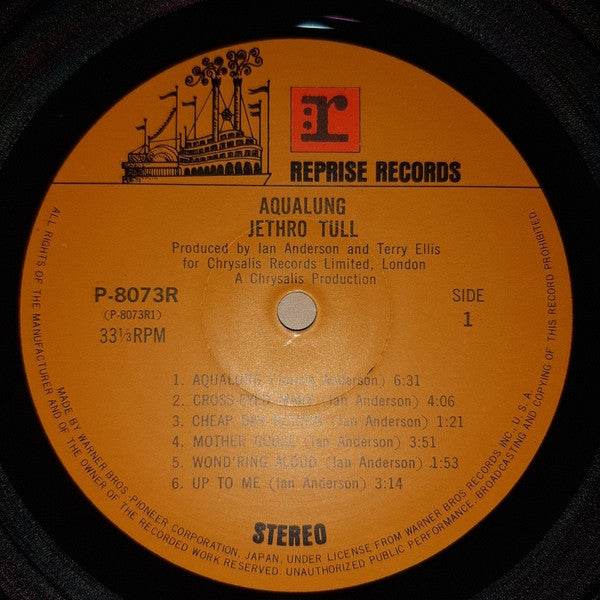 r
REPRISE RECORDS
AQUALUNG
JETHRO TULL
Produced by Ian Anderson and Terry Ellis
for Chrysalis Records Limited, London
A Chrysalis Production
P-8073R
(P-8073R1)
33⅓RPM
SIDE
1
1. AQUALUNG (Ian Anderson) 6:31
2. CROSS-EYED MARY (Ian Anderson) 4:06
3. CHEAP DAY RETURN (Ian Anderson) 1:21
4. MOTHER GOOSE (Ian Anderson) 3:51
5. WOND'RING ALOUD (Ian Anderson) 1:53
6. UP TO ME (Ian Anderson) 3:14
STEREO
ALL RIGHTS OF THE MANUFACTURER AND OF THE OWNER OF THE RECORDED WORK RESERVED. UNAUTHORIZED PUBLIC PERFORMANCE, BROADCASTING AND COPYING OF THIS RECORD PROHIBITED.
MADE BY WARNER BROS. PIONEER CORPORATION, JAPAN, UNDER LICENSE FROM WARNER BROS RECORDS INC., U. S. A.